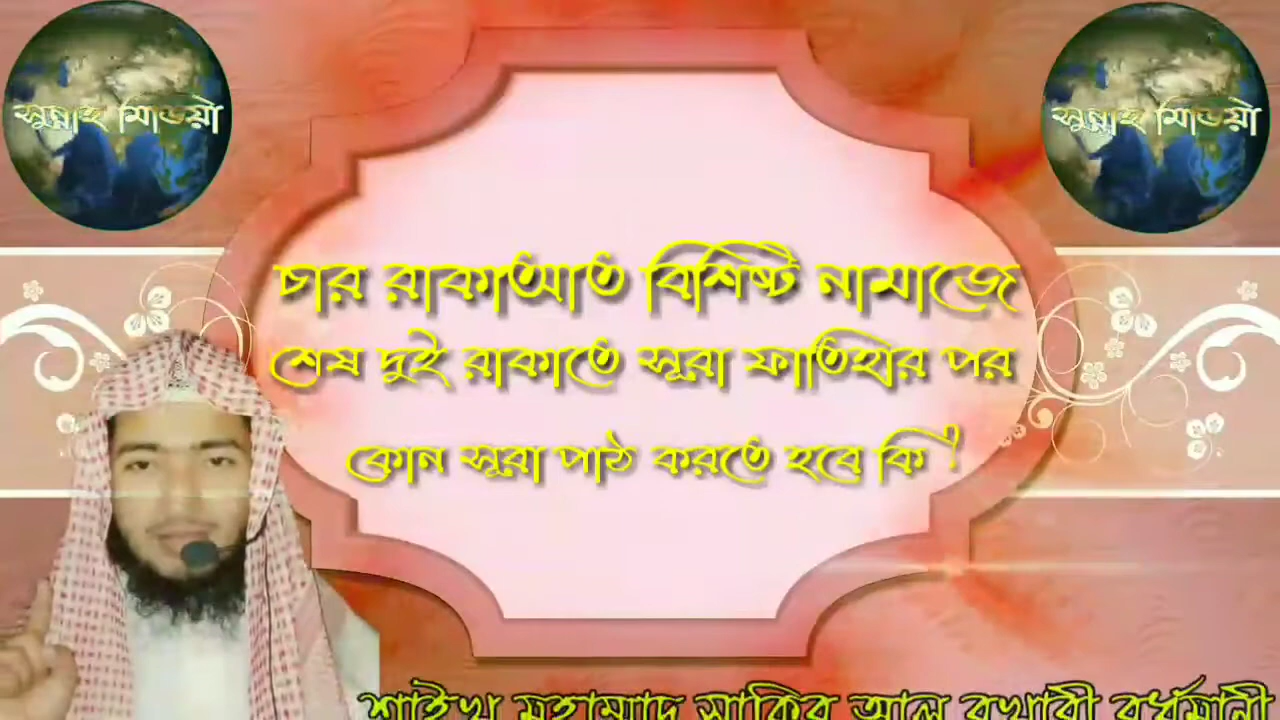 সুন্নাহ মিডিয়া
সুন্নাহ মিডিয়া
চার রাকাআত বিশিষ্ট নামাজে
শেষ দুই রাকাতে সূরা ফাতিহার পর
কোন সূরা পাঠ করতে হবে কি !
শাইখ মুহাম্মাদ সাকির আল বুখারী বর্ধমানী